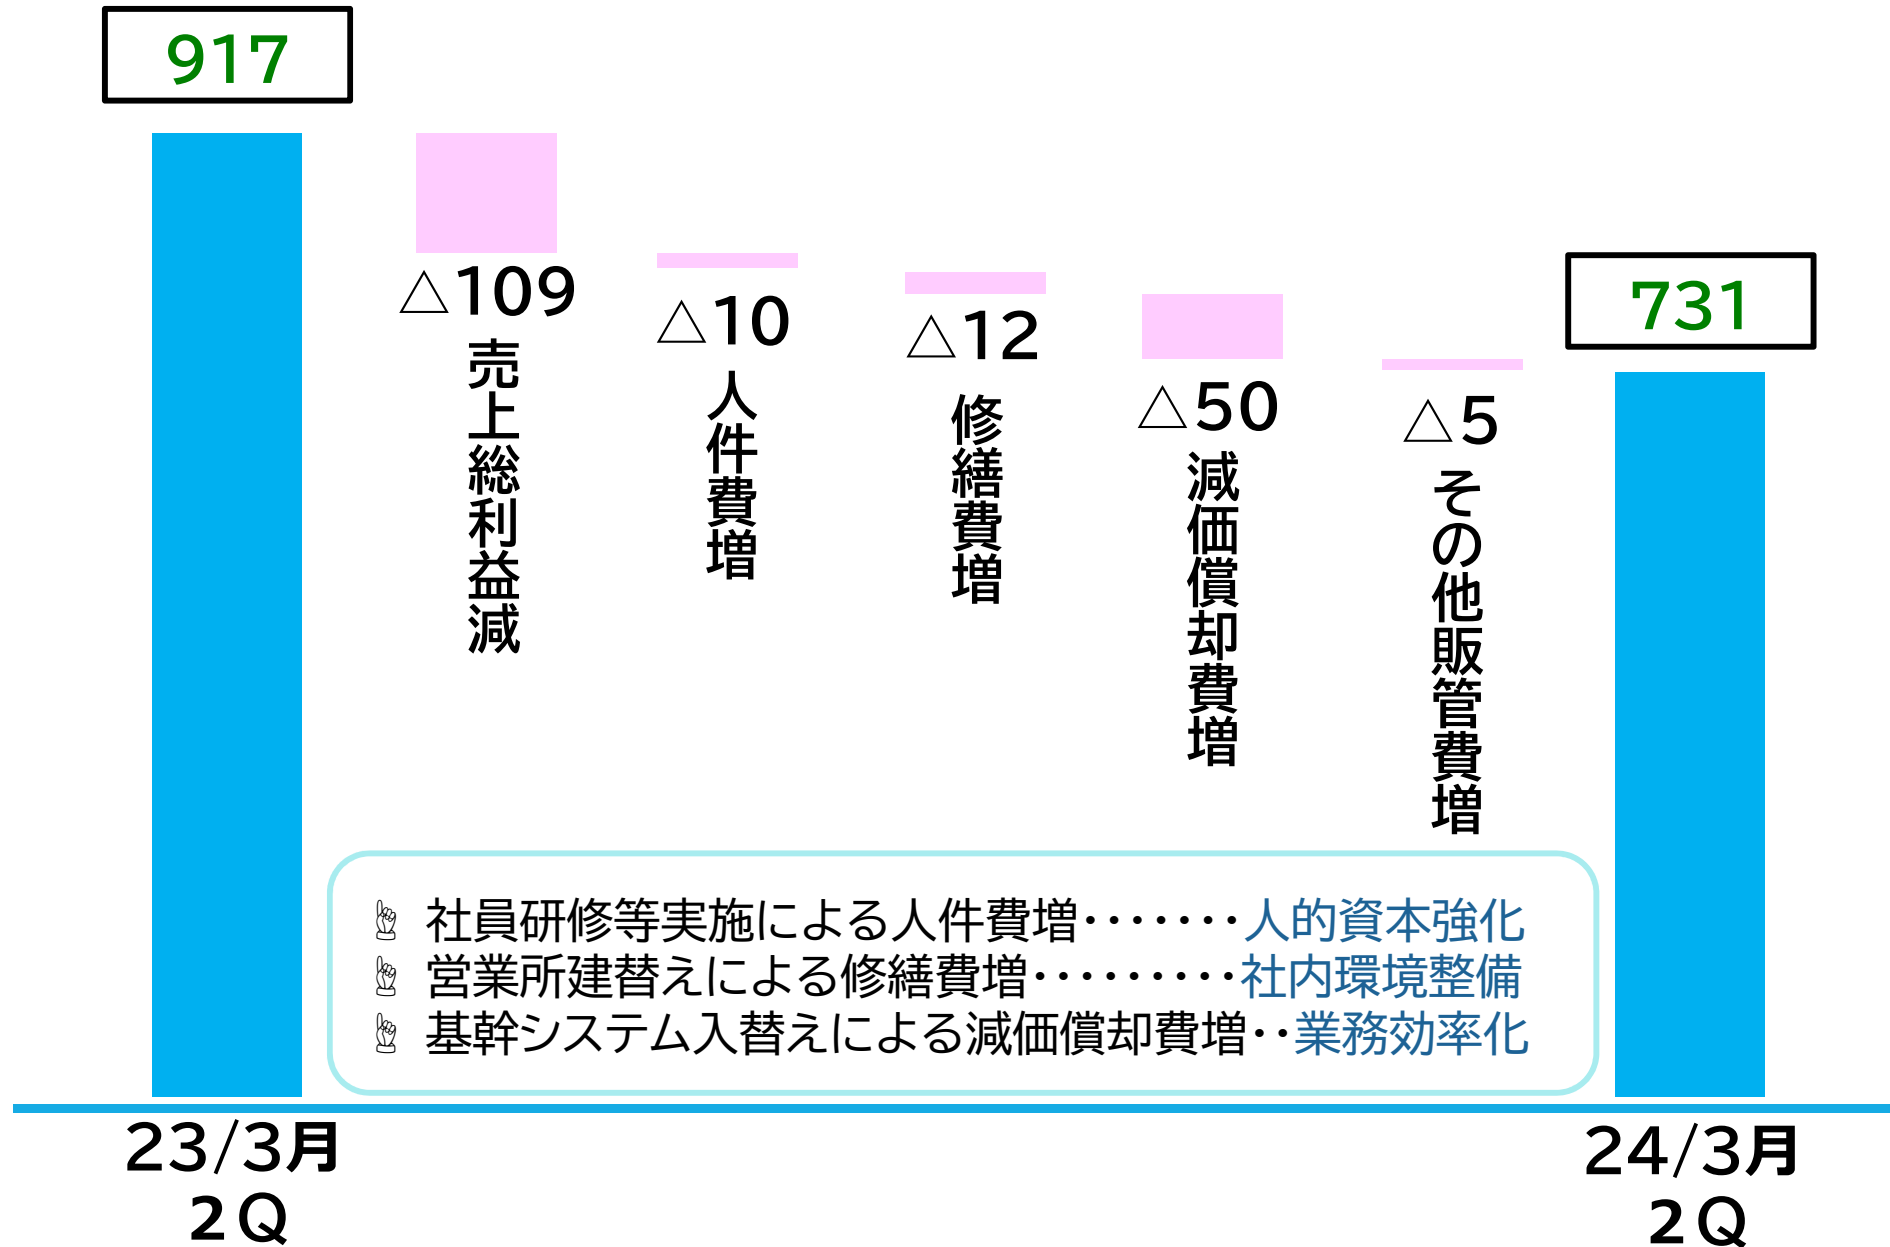 917
△109
売上総利益減
△10
人件費増
△12
修繕費増
△50
減価償却費増
△5
その他販管費増
731
☝ 社員研修等実施による人件費増・・・・・・・人的資本強化
☝ 営業所建替えによる修繕費増・・・・・・・・・社内環境整備
☝ 基幹システム入替えによる減価償却費増・・業務効率化
23/3月
２Ｑ
24/3月
２Ｑ